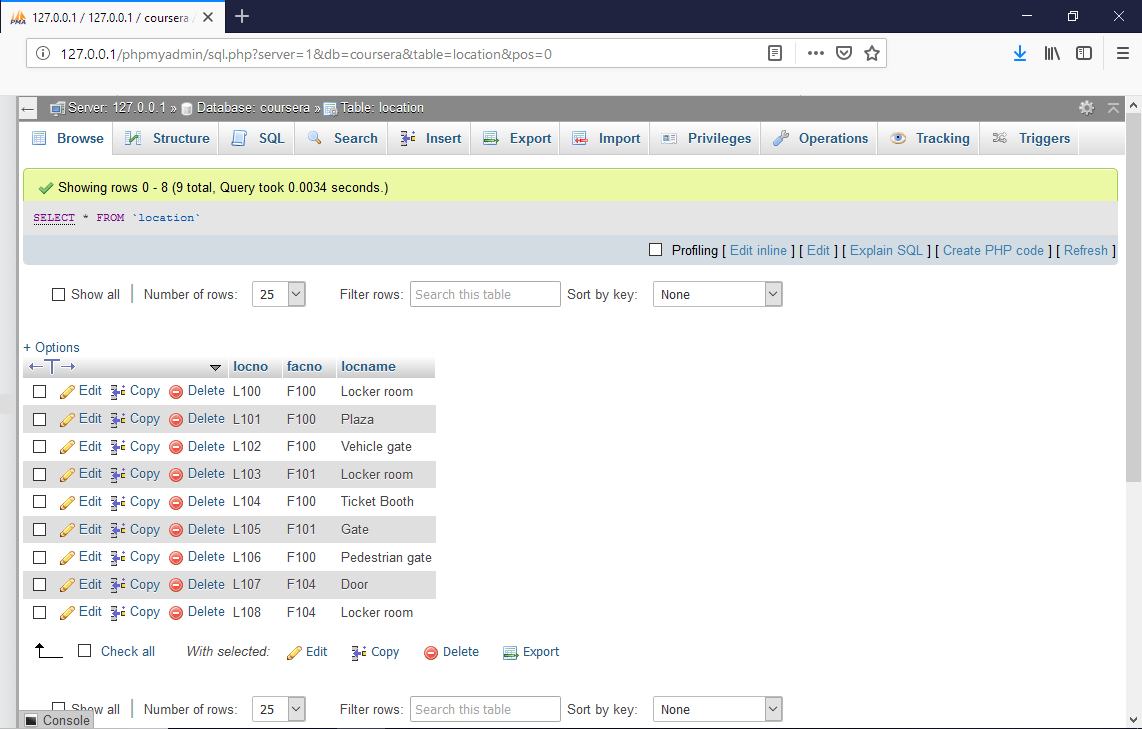 127.0.0.1 / 127.0.0.1 / coursera
127.0.0.1/phpmyadmin/sql.php?server=1&db=coursera&table=location&pos=0
Server: 127.0.0.1 » Database: coursera » Table: location
Browse Structure SQL Search Insert Export Import Privileges Operations Tracking Triggers
Showing rows 0 - 8 (9 total, Query took 0.0034 seconds.)
SELECT * FROM `location`
Profiling [ Edit inline ] [ Edit ] [ Explain SQL ] [ Create PHP code ] [ Refresh ]
Show all Number of rows: 25 Filter rows: Search this table Sort by key: None
+ Options
←T→ locno facno locname
Edit Copy Delete L100 F100 Locker room
Edit Copy Delete L101 F100 Plaza
Edit Copy Delete L102 F100 Vehicle gate
Edit Copy Delete L103 F101 Locker room
Edit Copy Delete L104 F100 Ticket Booth
Edit Copy Delete L105 F101 Gate
Edit Copy Delete L106 F100 Pedestrian gate
Edit Copy Delete L107 F104 Door
Edit Copy Delete L108 F104 Locker room
Check all With selected: Edit Copy Delete Export
Show all Number of rows: 25 Filter rows: Search this table Sort by key: None
Console